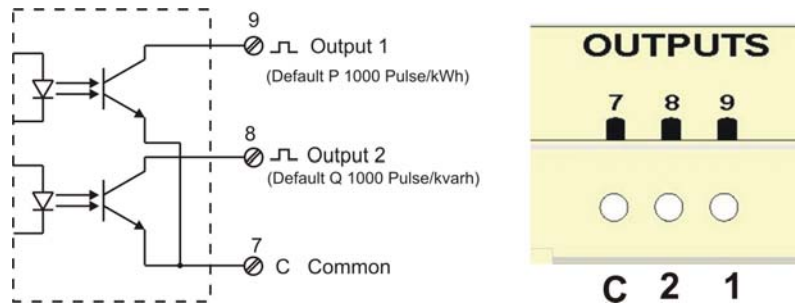 9
Output 1
(Default P 1000 Pulse/kWh)
8
Output 2
(Default Q 1000 Pulse/kvarh)
7
C Common
OUTPUTS
7 8 9
C 2 1